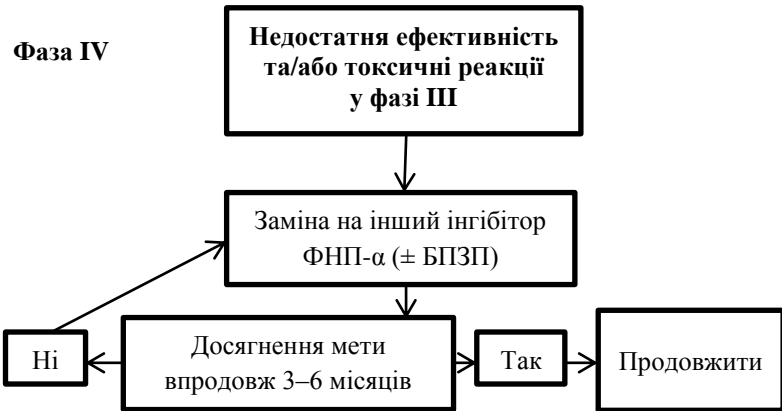 Фаза IV
Недостатня ефективність
та/або токсичні реакції
у фазі III
Заміна на інший інгібітор
ФНП-α (± БПЗП)
Ні
Досягнення мети
впродовж 3–6 місяців
Так
Продовжити